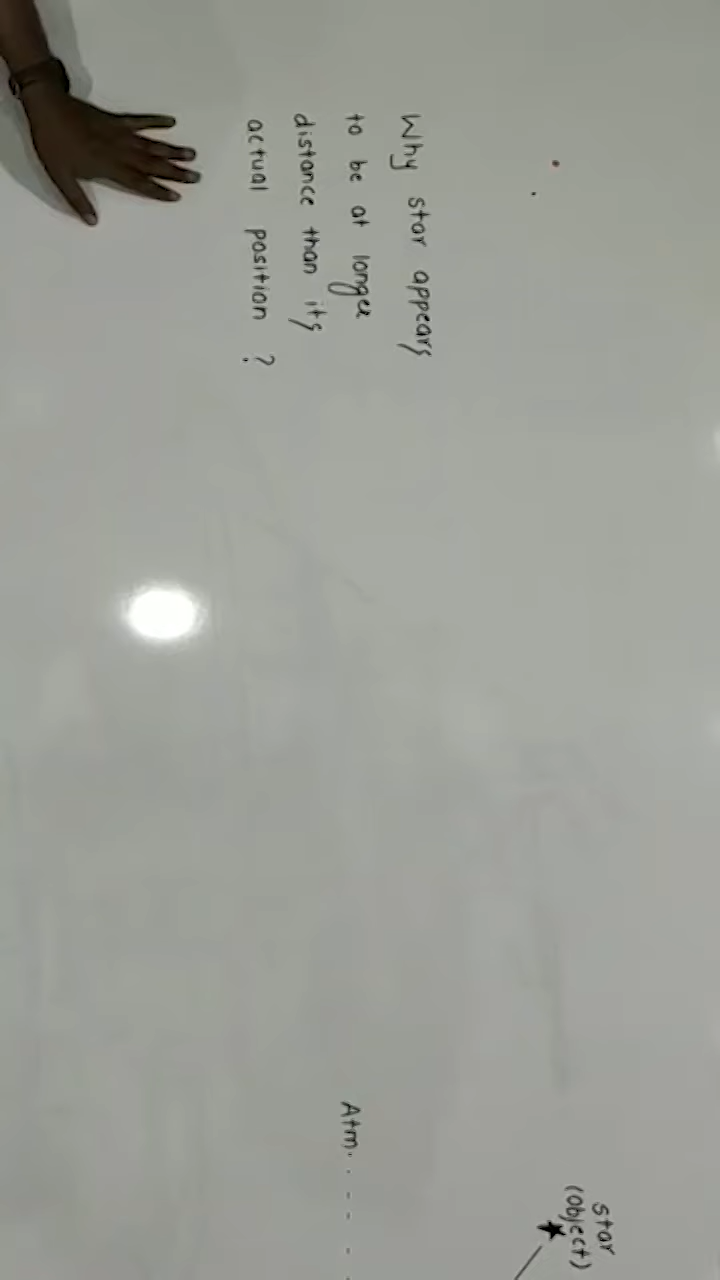 Why star appears
to be at longer
distance than its
actual position ?
star
(object)
Atm.